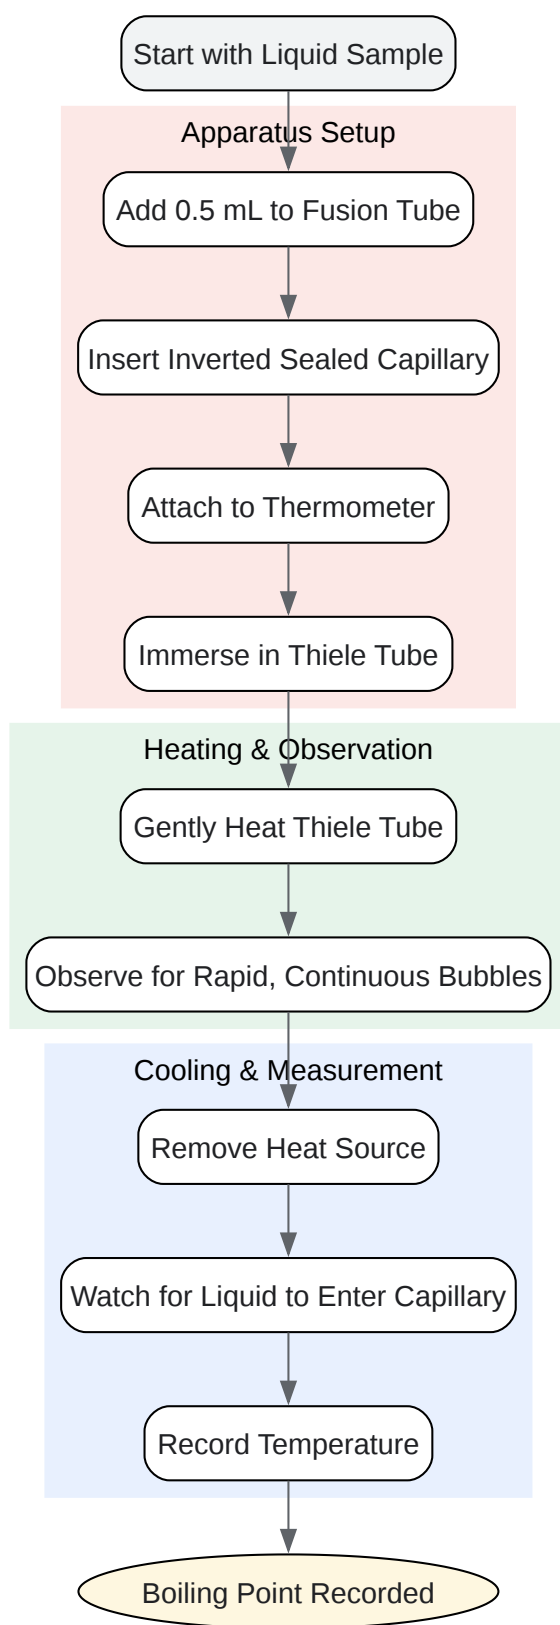 Start with Liquid Sample
Apparatus Setup
Add 0.5 mL to Fusion Tube
Insert Inverted Sealed Capillary
Attach to Thermometer
Immerse in Thiele Tube
Heating & Observation
Gently Heat Thiele Tube
Observe for Rapid, Continuous Bubbles
Cooling & Measurement
Remove Heat Source
Watch for Liquid to Enter Capillary
Record Temperature
Boiling Point Recorded